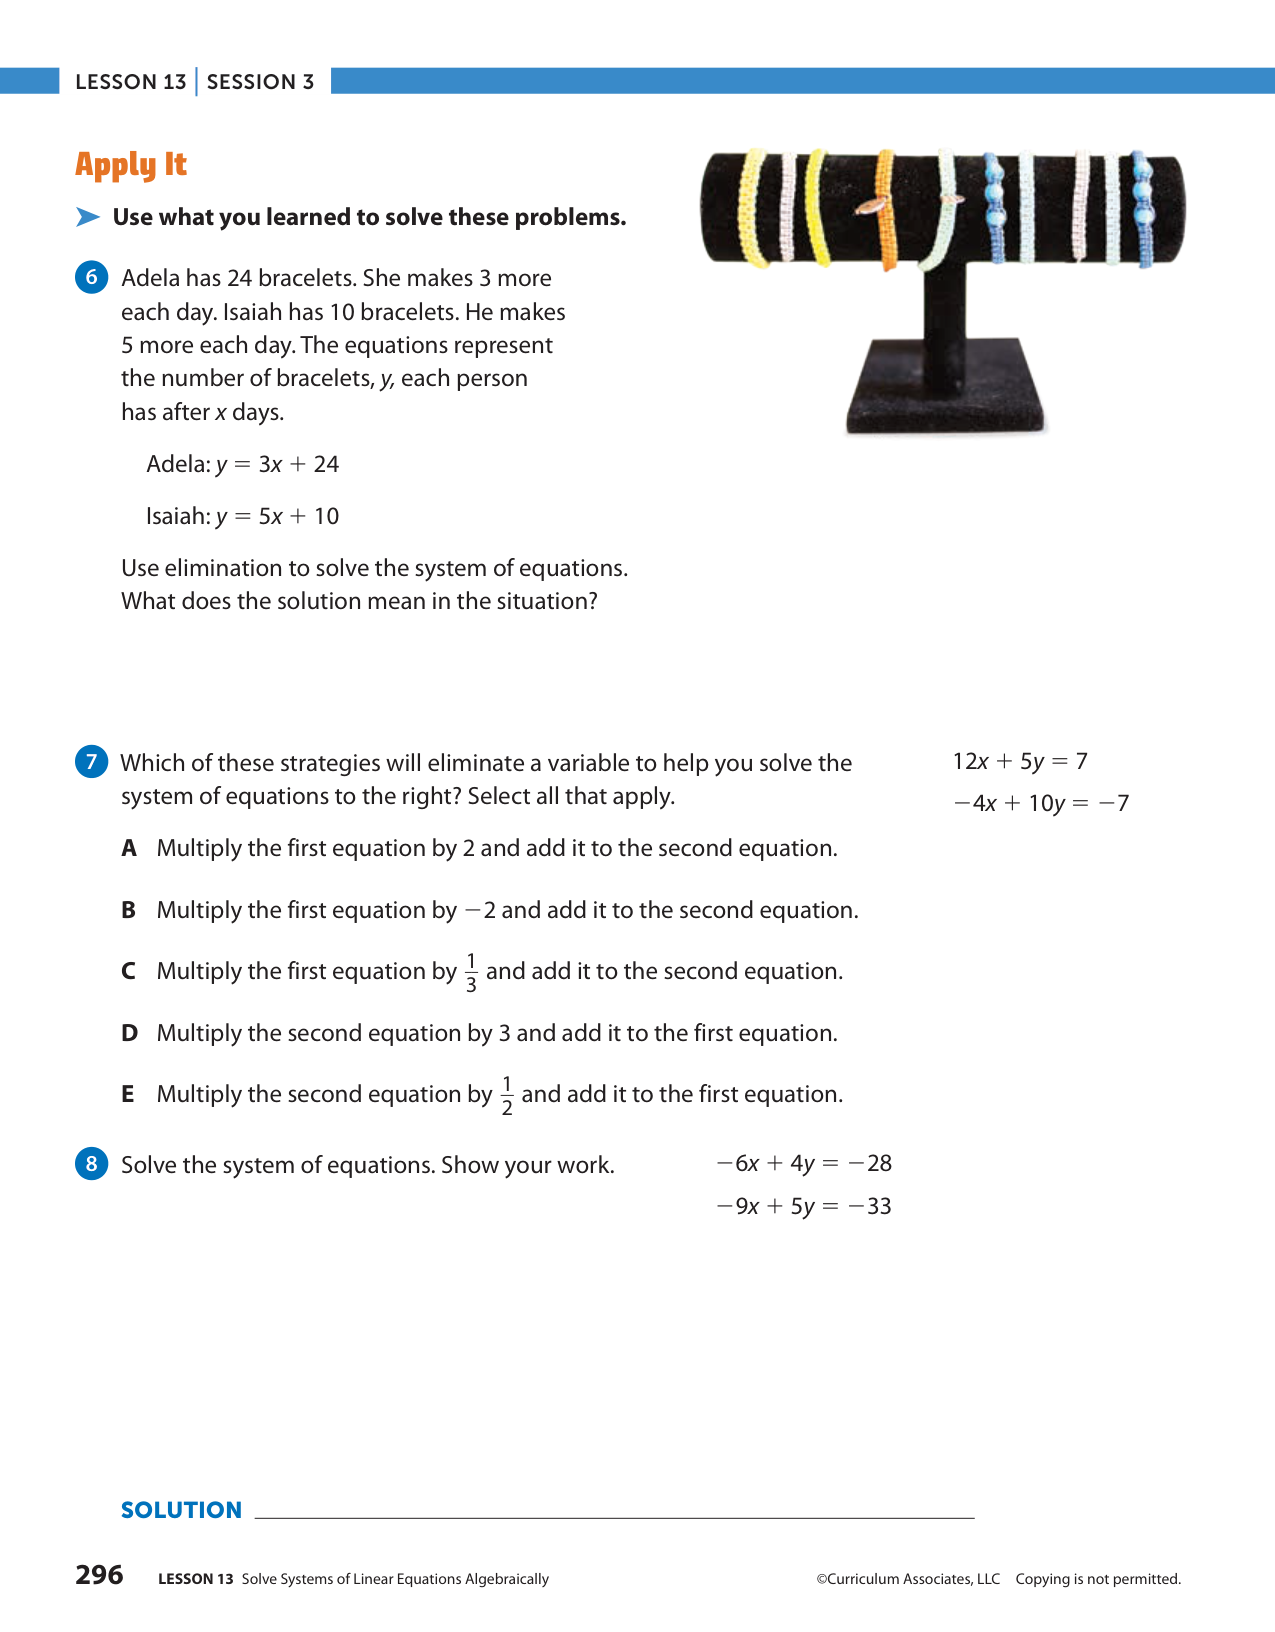 LESSON 13 | SESSION 3
Apply It
Use what you learned to solve these problems.
6 Adela has 24 bracelets. She makes 3 more
each day. Isaiah has 10 bracelets. He makes
5 more each day. The equations represent
the number of bracelets, y, each person
has after x days.
Adela: y = 3x + 24
Isaiah: y = 5x + 10
Use elimination to solve the system of equations.
What does the solution mean in the situation?
7 Which of these strategies will eliminate a variable to help you solve the
system of equations to the right? Select all that apply.
12x + 5y = 7
−4x + 10y = −7
A Multiply the first equation by 2 and add it to the second equation.
B Multiply the first equation by −2 and add it to the second equation.
C Multiply the first equation by 1/3 and add it to the second equation.
D Multiply the second equation by 3 and add it to the first equation.
E Multiply the second equation by 1/2 and add it to the first equation.
8 Solve the system of equations. Show your work.
−6x + 4y = −28
−9x + 5y = −33
SOLUTION
296 LESSON 13 Solve Systems of Linear Equations Algebraically
©Curriculum Associates, LLC Copying is not permitted.